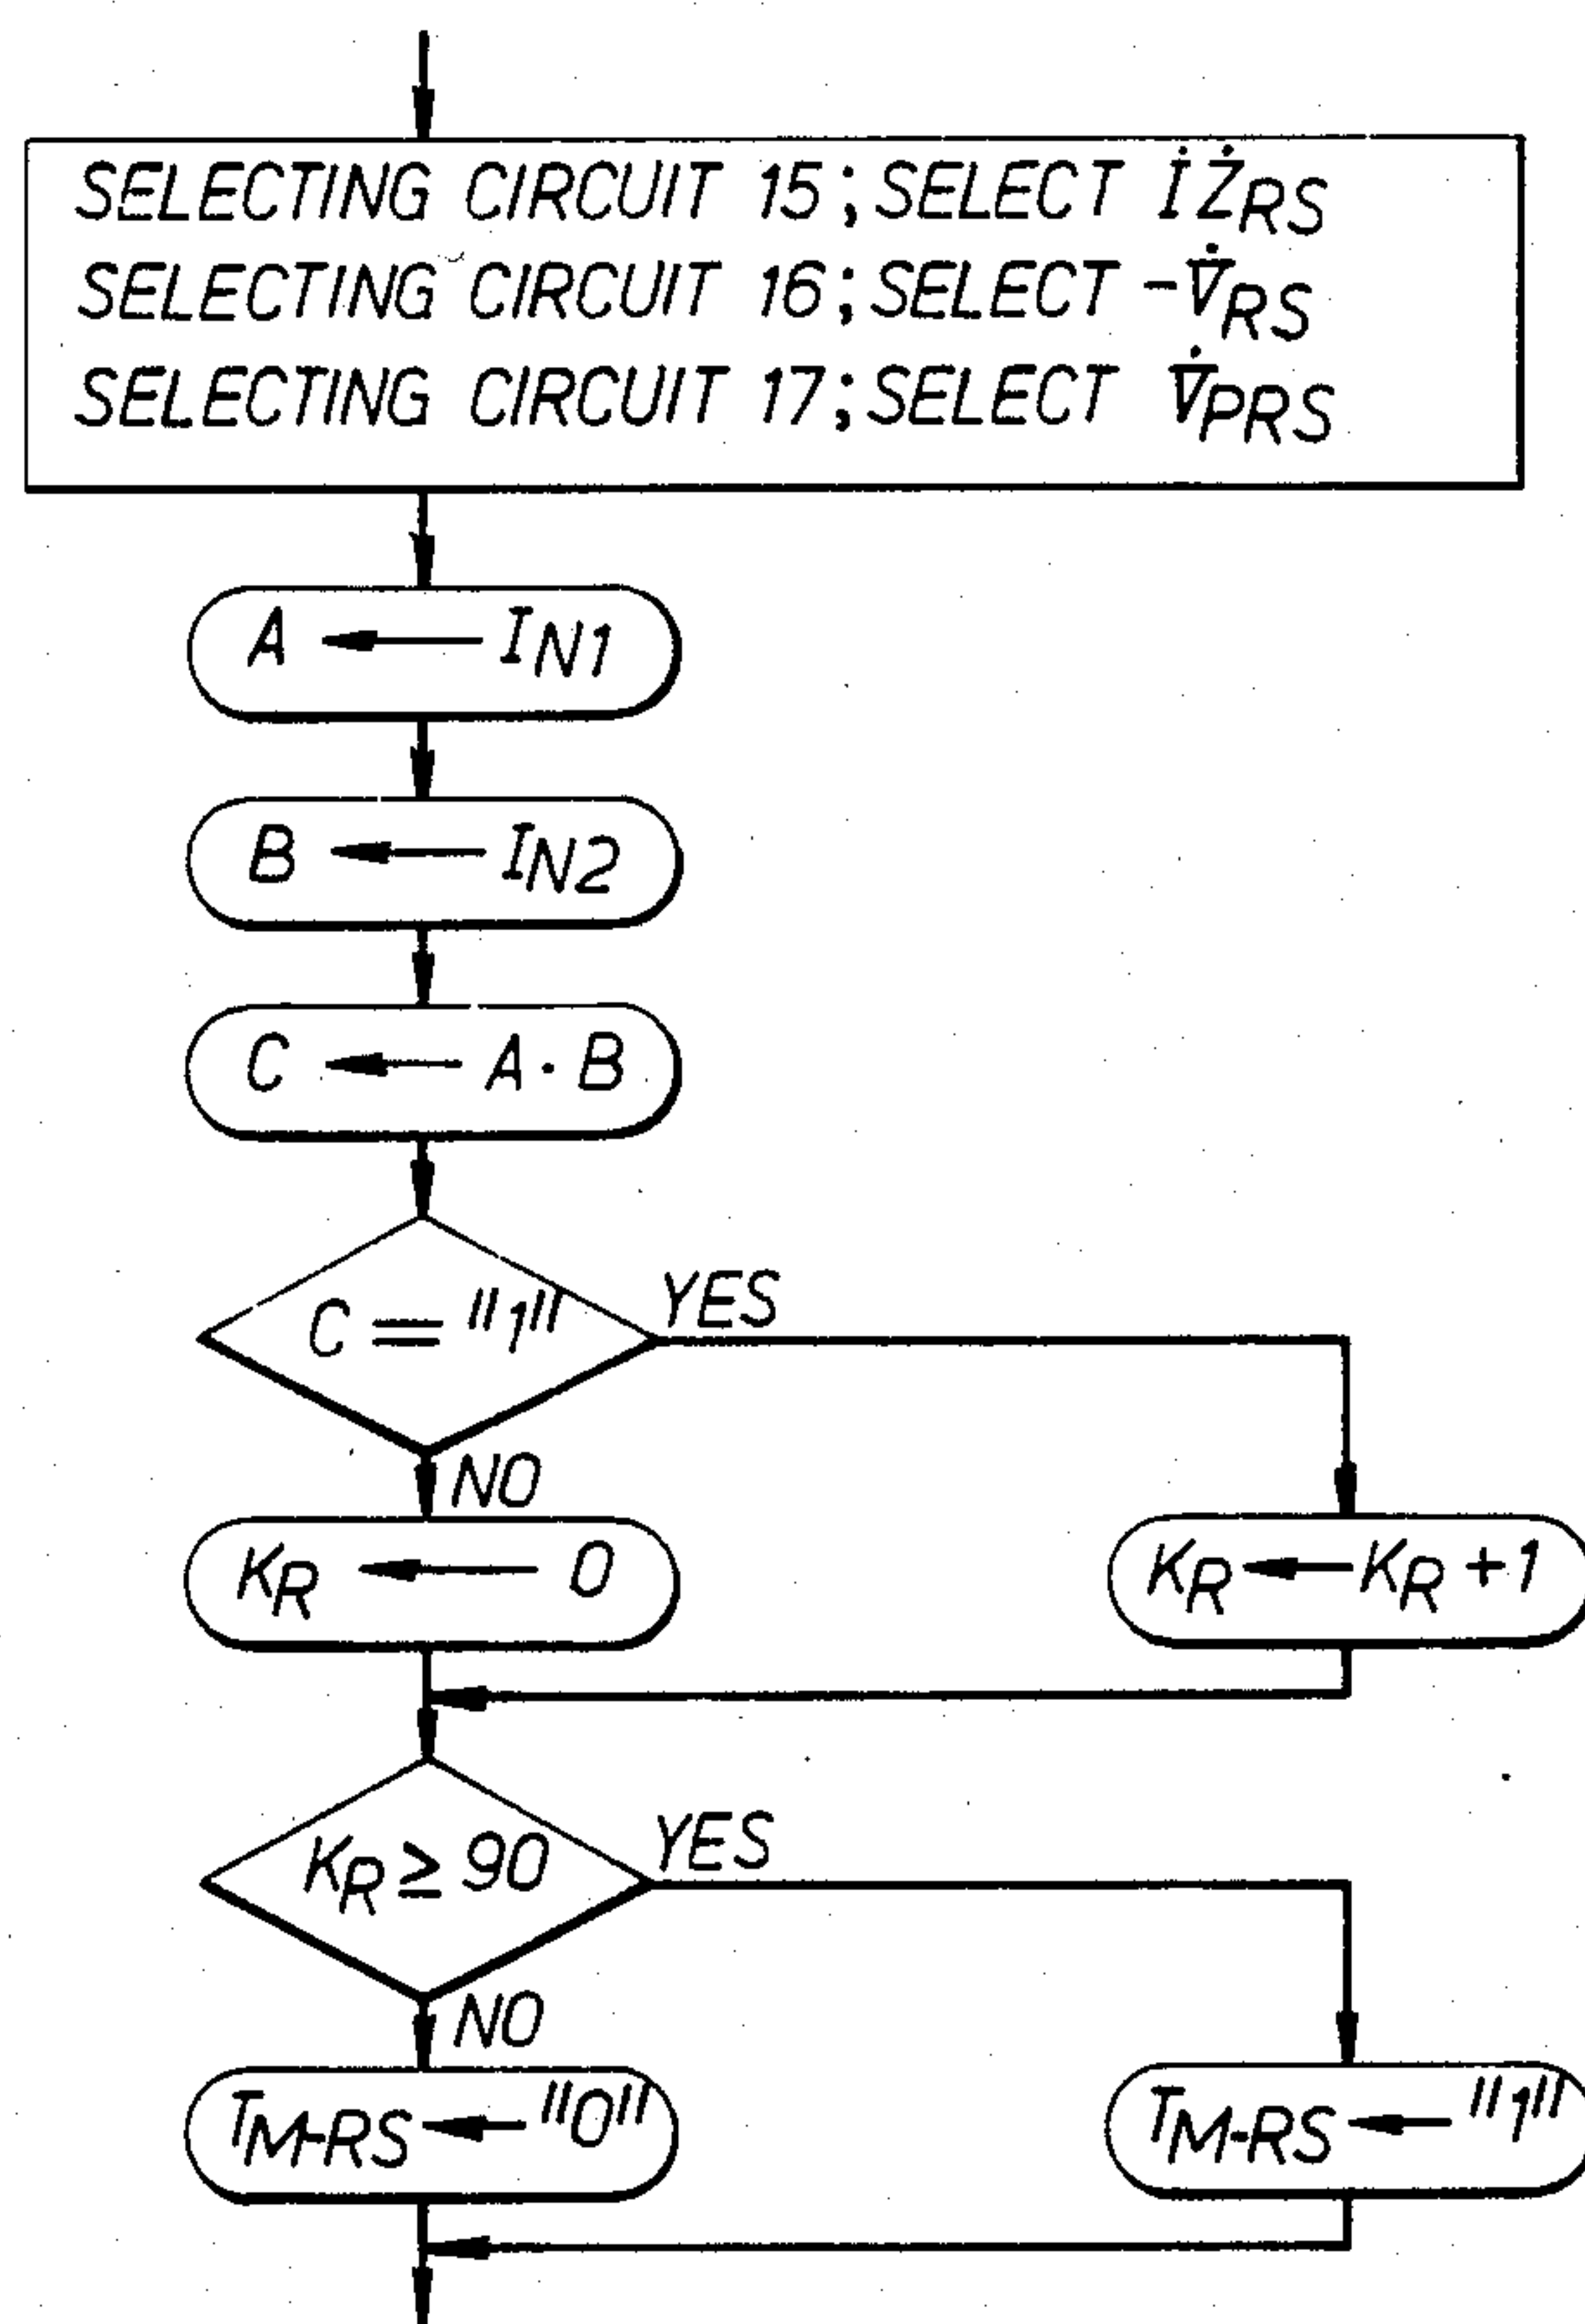 SELECTING CIRCUIT 15; SELECT İŻRS
SELECTING CIRCUIT 16; SELECT -V̇RS
SELECTING CIRCUIT 17; SELECT V̇PRS
A ← IN1
B ← IN2
C ← A · B
C = "1"
YES
NO
KR ← 0
KR ← KR + 1
KR ≥ 90
YES
NO
TM-RS ← "0"
TM-RS ← "1"